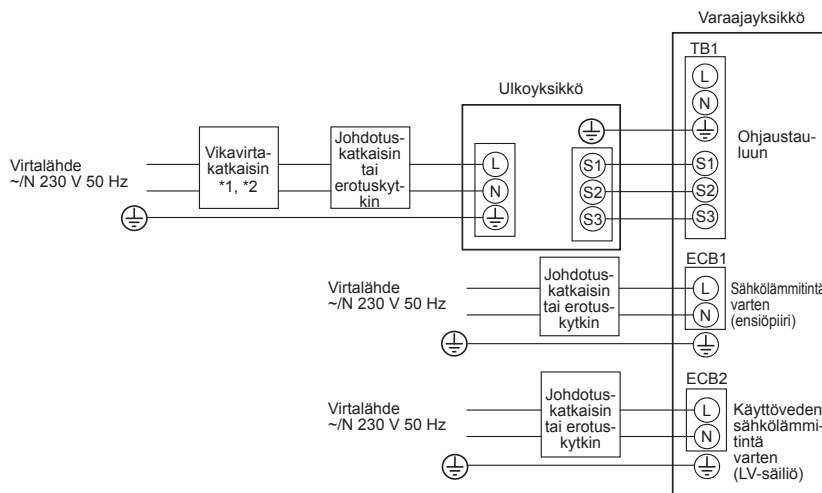 Varaajayksikkö
TB1
L
N
Ulkoyksikkö
Ohjaustau-
luun
Virtalähde
~/N 230 V 50 Hz
Vikavirta-
katkaisin
*1, *2
Johdotus-
katkaisin
tai
erotuskyt-
kin
L
N
S1
S2
S3
S1
S2
S3
ECB1
Virtalähde
~/N 230 V 50 Hz
Johdotus-
katkaisin
tai erotus-
kytkin
L
N
Sähkölämmitintä
varten
(ensiöpiiri)
ECB2
Virtalähde
~/N 230 V 50 Hz
Johdotus-
katkaisin
tai erotus-
kytkin
L
N
Käyttöveden
sähkölämmi-
tintä
varten
(LV-säiliö)